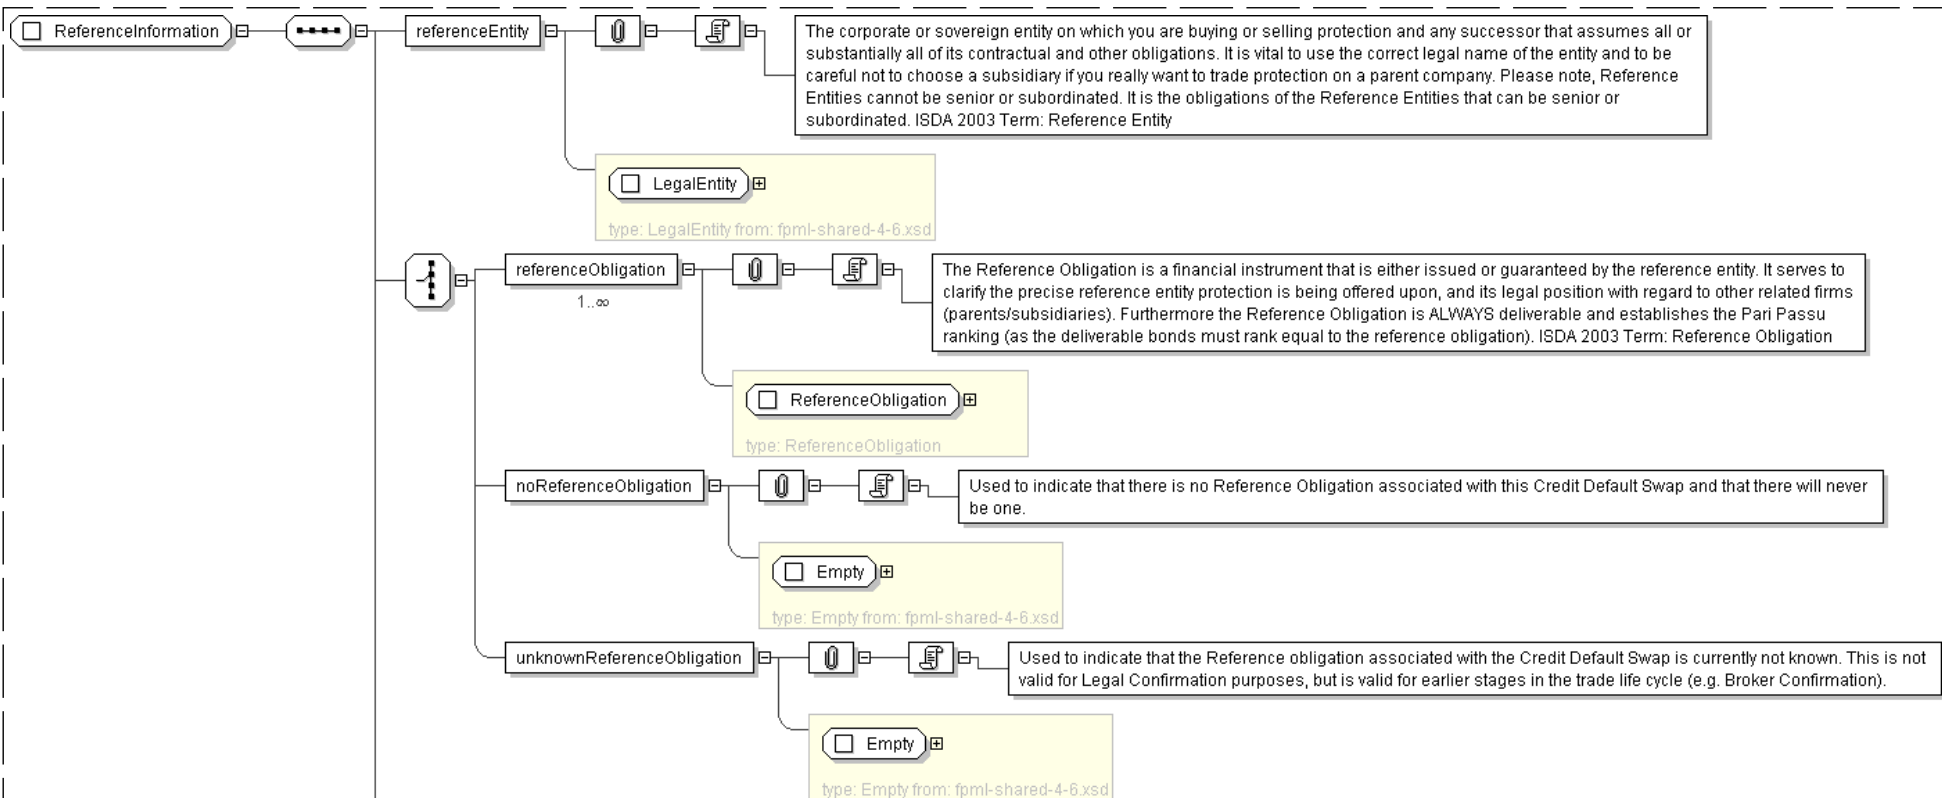 ReferenceInformation
referenceEntity
The corporate or sovereign entity on which you are buying or selling protection and any successor that assumes all or
substantially all of its contractual and other obligations. It is vital to use the correct legal name of the entity and to be
careful not to choose a subsidiary if you really want to trade protection on a parent company. Please note, Reference
Entities cannot be senior or subordinated. It is the obligations of the Reference Entities that can be senior or
subordinated. ISDA 2003 Term: Reference Entity
LegalEntity
type: LegalEntity from: fpml-shared-4-6.xsd
referenceObligation
1..∞
The Reference Obligation is a financial instrument that is either issued or guaranteed by the reference entity. It serves to
clarify the precise reference entity protection is being offered upon, and its legal position with regard to other related firms
(parents/subsidiaries). Furthermore the Reference Obligation is ALWAYS deliverable and establishes the Pari Passu
ranking (as the deliverable bonds must rank equal to the reference obligation). ISDA 2003 Term: Reference Obligation
ReferenceObligation
type: ReferenceObligation
noReferenceObligation
Used to indicate that there is no Reference Obligation associated with this Credit Default Swap and that there will never
be one.
Empty
type: Empty from: fpml-shared-4-6.xsd
unknownReferenceObligation
Used to indicate that the Reference obligation associated with the Credit Default Swap is currently not known. This is not
valid for Legal Confirmation purposes, but is valid for earlier stages in the trade life cycle (e.g. Broker Confirmation).
Empty
type: Empty from: fpml-shared-4-6.xsd